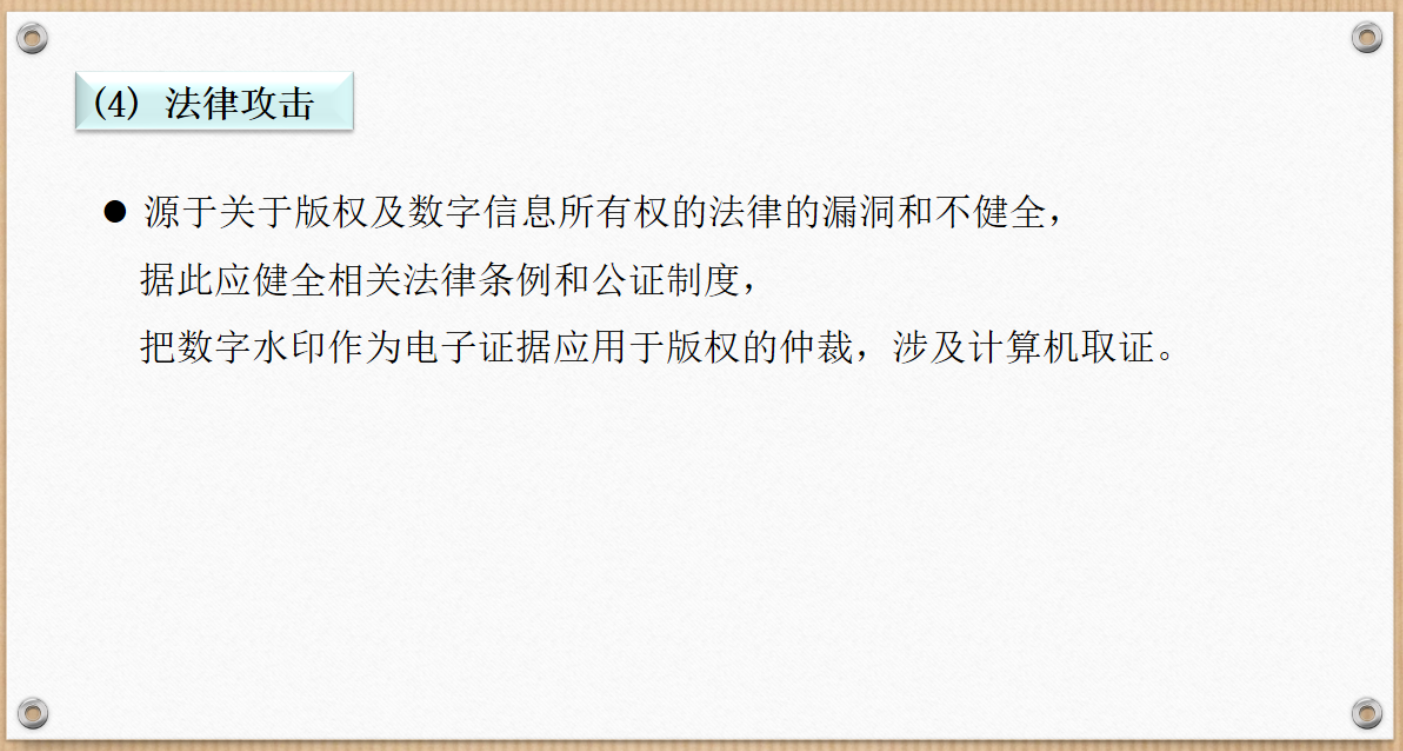 (4) 法律攻击
● 源于关于版权及数字信息所有权的法律的漏洞和不健全，
据此应健全相关法律条例和公证制度，
把数字水印作为电子证据应用于版权的仲裁，涉及计算机取证。